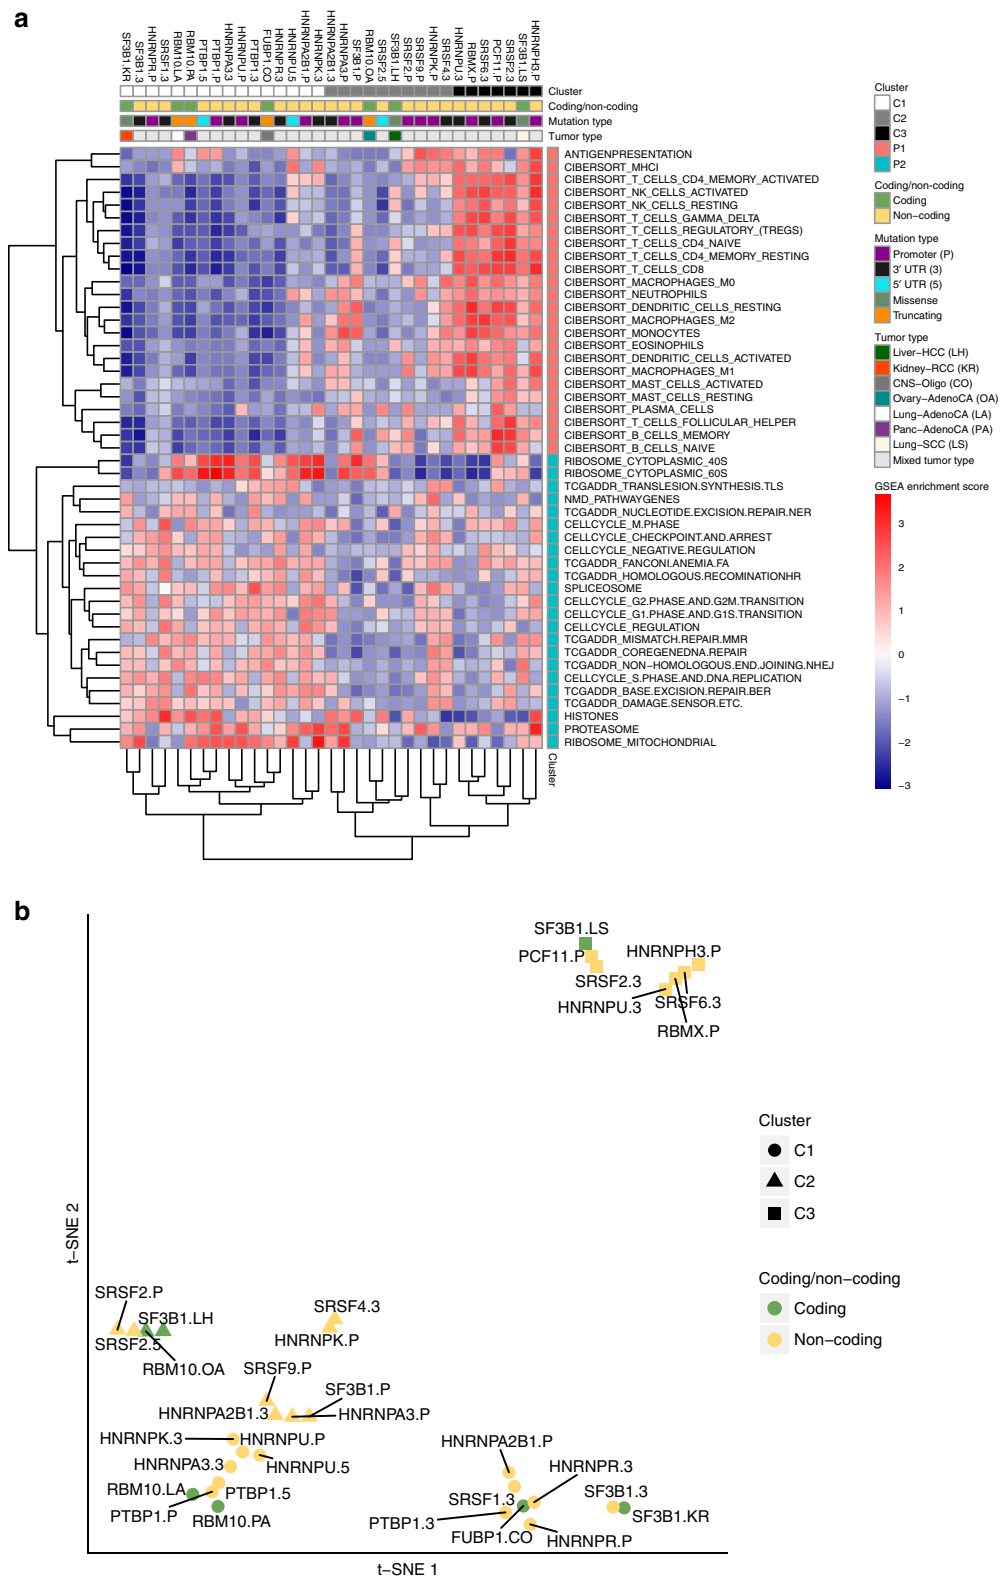 a
SF3B1.KR
SF3B1.3
HNRNPR.P
SRSF1.3
RBM10.LA
RBM10.PA
PTBP1.5
PTBP1.P
HNRNPA3.3
HNRNPU.P
PTBP1.3
FUBP1.CO
HNRNPR.3
HNRNPU.5
HNRNPA2B1.P
HNRNPK.3
HNRNPA2B1.3
HNRNPA3.P
SF3B1.P
RBM10.OA
SRSF2.5
SF3B1.LH
SRSF2.P
SRSF9.P
HNRNPK.P
SRSF4.3
HNRNPU.3
RBMX.P
SRSF6.3
PCF11.P
SRSF2.3
SF3B1.LS
HNRNPH3.P
Cluster
Coding/non-coding
Mutation type
Tumor type
ANTIGENPRESENTATION
CIBERSORT_MHCI
CIBERSORT_T_CELLS_CD4_MEMORY_ACTIVATED
CIBERSORT_NK_CELLS_ACTIVATED
CIBERSORT_NK_CELLS_RESTING
CIBERSORT_T_CELLS_GAMMA_DELTA
CIBERSORT_T_CELLS_REGULATORY_(TREGS)
CIBERSORT_T_CELLS_CD4_NAIVE
CIBERSORT_T_CELLS_CD4_MEMORY_RESTING
CIBERSORT_T_CELLS_CD8
CIBERSORT_MACROPHAGES_M0
CIBERSORT_NEUTROPHILS
CIBERSORT_DENDRITIC_CELLS_RESTING
CIBERSORT_MACROPHAGES_M2
CIBERSORT_MONOCYTES
CIBERSORT_EOSINOPHILS
CIBERSORT_DENDRITIC_CELLS_ACTIVATED
CIBERSORT_MACROPHAGES_M1
CIBERSORT_MAST_CELLS_ACTIVATED
CIBERSORT_MAST_CELLS_RESTING
CIBERSORT_PLASMA_CELLS
CIBERSORT_T_CELLS_FOLLICULAR_HELPER
CIBERSORT_B_CELLS_MEMORY
CIBERSORT_B_CELLS_NAIVE
RIBOSOME_CYTOPLASMIC_40S
RIBOSOME_CYTOPLASMIC_60S
TCGADDR_TRANSLESION.SYNTHESIS.TLS
NMD_PATHWAYGENES
TCGADDR_NUCLEOTIDE.EXCISION.REPAIR.NER
CELLCYCLE_M.PHASE
CELLCYCLE_CHECKPOINT.AND.ARREST
CELLCYCLE_NEGATIVE.REGULATION
TCGADDR_FANCONI.ANEMIA.FA
TCGADDR_HOMOLOGOUS.RECOMINATIONHR
SPLICEOSOME
CELLCYCLE_G2.PHASE.AND.G2M.TRANSITION
CELLCYCLE_G1.PHASE.AND.G1S.TRANSITION
CELLCYCLE_REGULATION
TCGADDR_MISMATCH.REPAIR.MMR
TCGADDR_COREGENEDNA.REPAIR
TCGADDR_NON−HOMOLOGOUS.END.JOINING.NHEJ
CELLCYCLE_S.PHASE.AND.DNA.REPLICATION
TCGADDR_BASE.EXCISION.REPAIR.BER
TCGADDR_DAMAGE.SENSOR.ETC.
HISTONES
PROTEASOME
RIBOSOME_MITOCHONDRIAL
Cluster
Cluster
C1
C2
C3
P1
P2
Coding/non-coding
Coding
Non-coding
Mutation type
Promoter (P)
3′ UTR (3)
5′ UTR (5)
Missense
Truncating
Tumor type
Liver−HCC (LH)
Kidney−RCC (KR)
CNS−Oligo (CO)
Ovary−AdenoCA (OA)
Lung−AdenoCA (LA)
Panc−AdenoCA (PA)
Lung−SCC (LS)
Mixed tumor type
GSEA enrichment score
3
2
1
0
−1
−2
−3
b
SF3B1.LS
PCF11.P
HNRNPH3.P
SRSF2.3
HNRNPU.3
SRSF6.3
RBMX.P
SRSF2.P
SF3B1.LH
SRSF2.5
RBM10.OA
SRSF4.3
HNRNPK.P
SRSF9.P
SF3B1.P
HNRNPA2B1.3
HNRNPA3.P
HNRNPK.3
HNRNPU.P
HNRNPA3.3
HNRNPU.5
RBM10.LA
PTBP1.5
PTBP1.P
RBM10.PA
HNRNPA2B1.P
HNRNPR.3
SRSF1.3
SF3B1.3
PTBP1.3
SF3B1.KR
FUBP1.CO
HNRNPR.P
t−SNE 2
t−SNE 1
Cluster
C1
C2
C3
Coding/non−coding
Coding
Non−coding